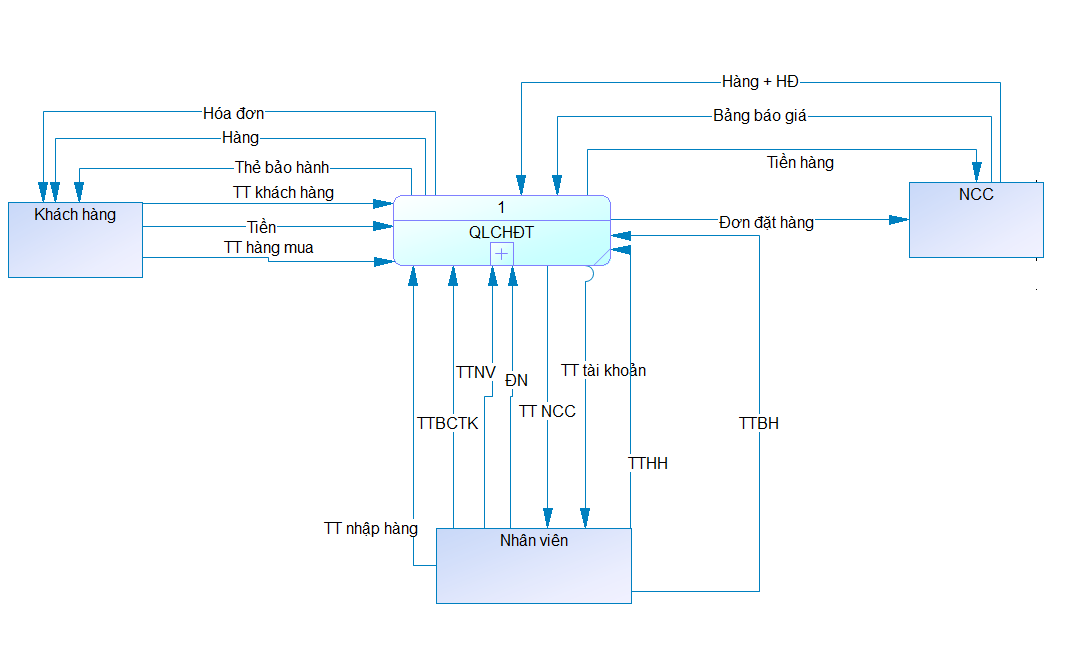 Hàng + HĐ
Hóa đơn
Bảng báo giá
Hàng
Tiền hàng
Thẻ bảo hành
TT khách hàng
NCC
1
Khách hàng
Tiền
Đơn đặt hàng
QLCHĐT
TT hàng mua
TTNV
ĐN
TT tài khoản
TT NCC
TTBCTK
TTBH
TTHH
TT nhập hàng
Nhân viên